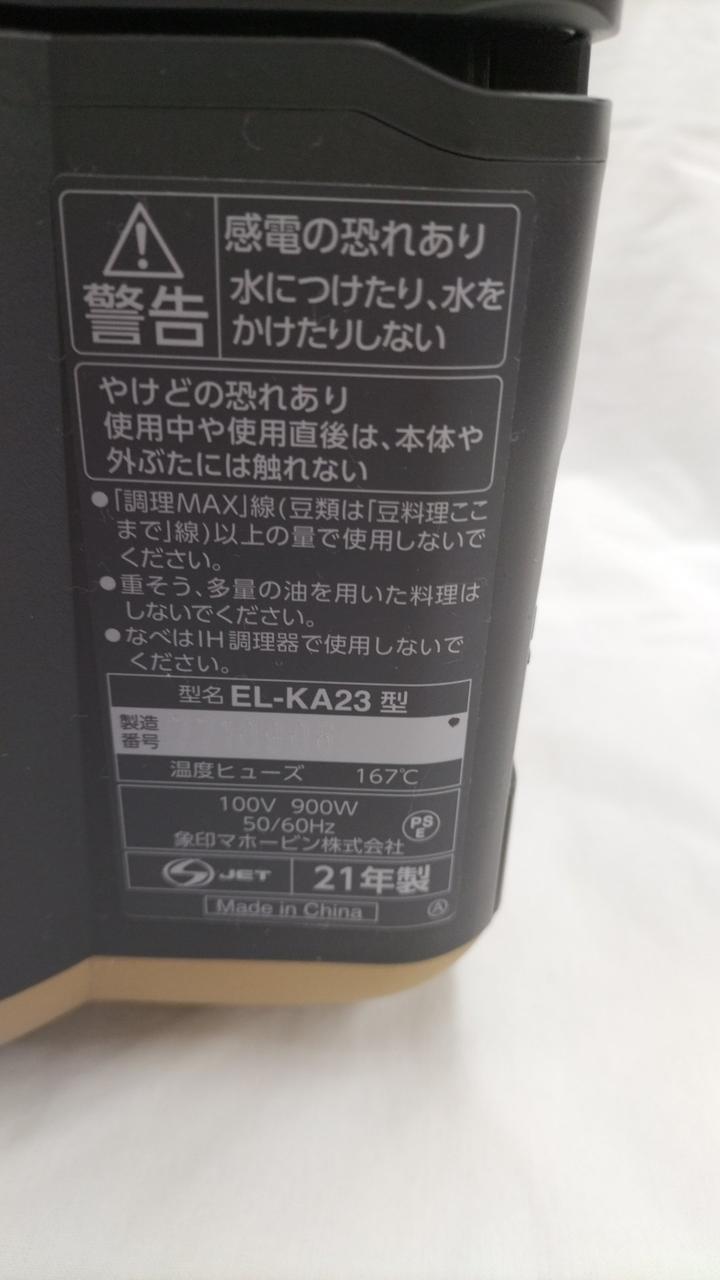 警告
感電の恐れあり
水につけたり、水を
かけたりしない
やけどの恐れあり
使用中や使用直後は、本体や
外ぶたには触れない
●「調理MAX」線(豆類は「豆料理ここ
まで」線)以上の量で使用しないで
ください。
●重そう、多量の油を用いた料理は
しないでください。
●なべはIH調理器で使用しないで
ください。
型名 EL-KA23 型
製造
番号
温度ヒューズ 167℃
100V 900W
50/60Hz
PS
E
象印マホービン株式会社
JET 21年製
Made in China Ⓐ